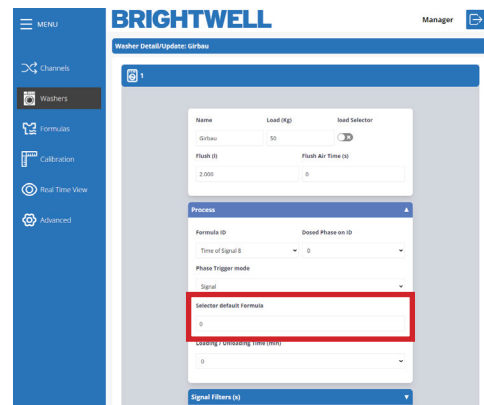 MENU
BRIGHTWELL
Manager
Washer Detail/Update: Girbau
Channels
Washers
Formulas
Calibration
Real Time View
Advanced
1
Name Load (Kg) load Selector
Girbau 50
Flush (l) Flush Air Time (s)
2.000 0
Process
Formula ID Dosed Phase on ID
Time of Signal 8 0
Phase Trigger mode
Signal
Selector default Formula
0
Loading / Unloading Time (min)
0
Signal Filters (s)